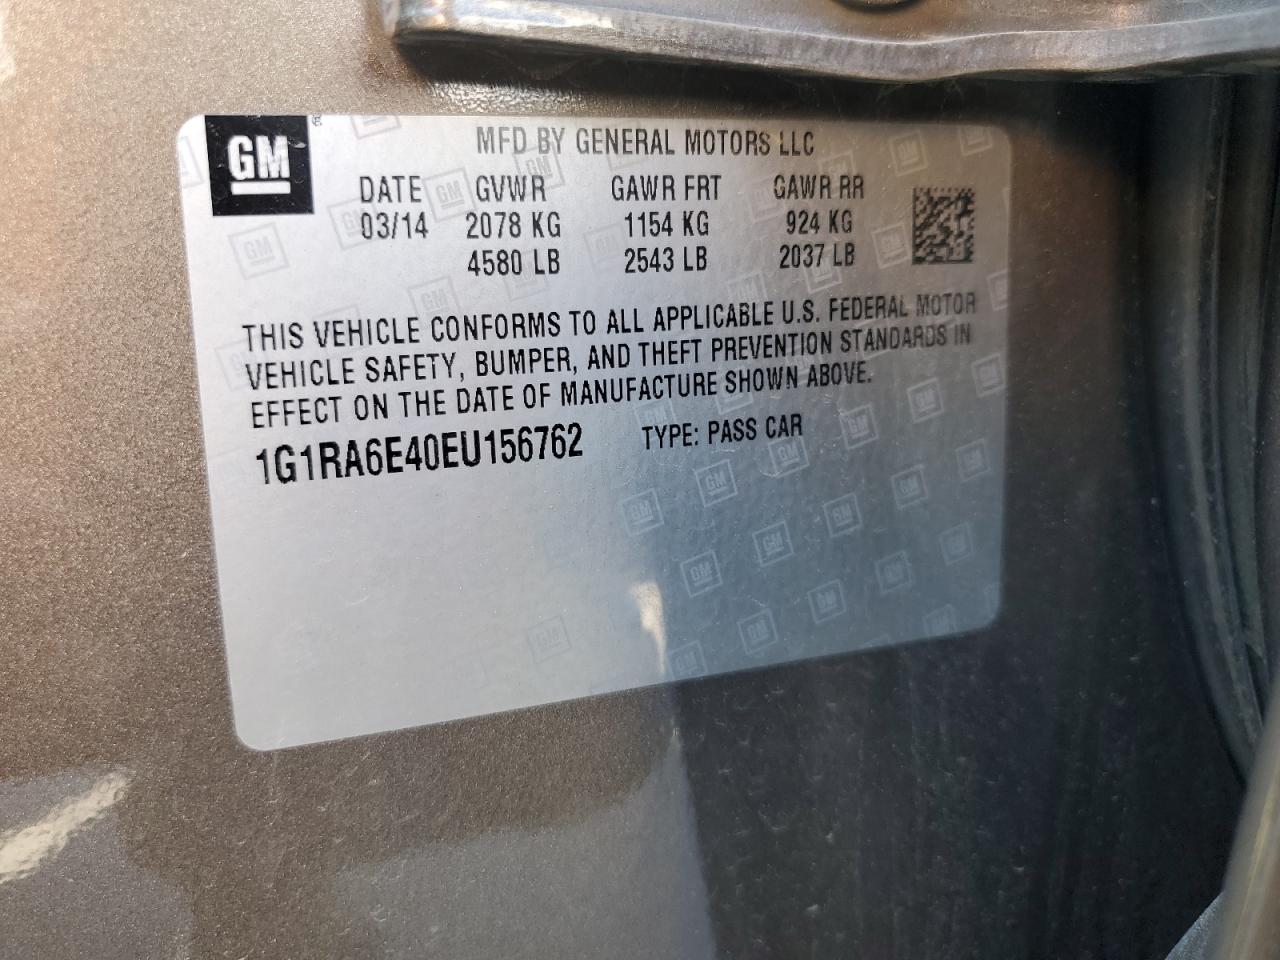 GM
MFD BY GENERAL MOTORS LLC
DATE GVWR GAWR FRT GAWR RR
03/14 2078 KG 1154 KG 924 KG
4580 LB 2543 LB 2037 LB
THIS VEHICLE CONFORMS TO ALL APPLICABLE U.S. FEDERAL MOTOR
VEHICLE SAFETY, BUMPER, AND THEFT PREVENTION STANDARDS IN
EFFECT ON THE DATE OF MANUFACTURE SHOWN ABOVE.
1G1RA6E40EU156762 TYPE: PASS CAR